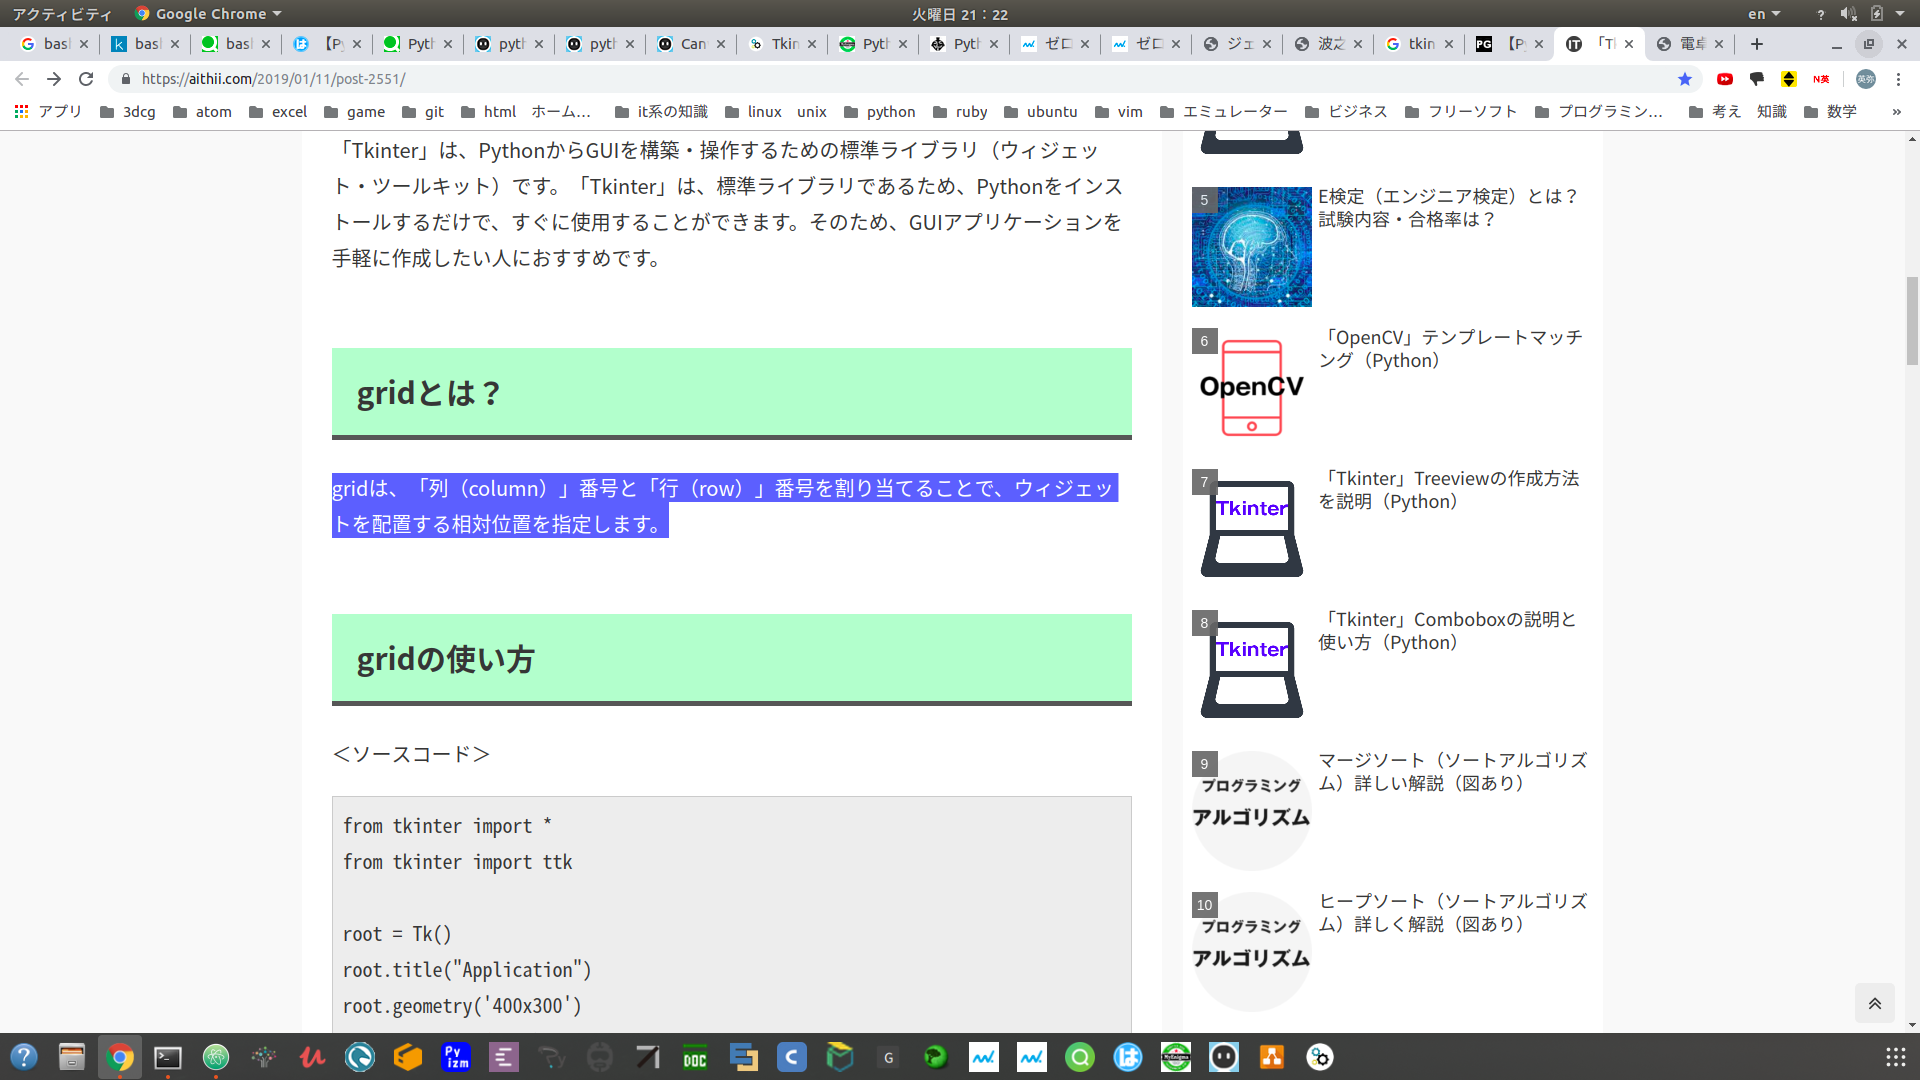 アクティビティ
Google Chrome
火曜日 21：22
en
bas
bas
bas
【P
Pyth
pyth
pyth
Can
Tkin
Pyth
Pyth
ゼロ
ゼロ
ジェ
波之
tkin
【P
「T
電卓
https://aithii.com/2019/01/11/post-2551/
アプリ
3dcg
atom
excel
game
git
html
ホーム...
it系の知識
linux
unix
python
ruby
ubuntu
vim
エミュレーター
ビジネス
フリーソフト
プログラミン...
考え
知識
数学
「Tkinter」は、PythonからGUIを構築・操作するための標準ライブラリ（ウィジェッ
ト・ツールキット）です。「Tkinter」は、標準ライブラリであるため、Pythonをインス
トールするだけで、すぐに使用することができます。そのため、GUIアプリケーションを
手軽に作成したい人におすすめです。
gridとは？
gridは、「列（column）」番号と「行（row）」番号を割り当てることで、ウィジェッ
トを配置する相対位置を指定します。
gridの使い方
＜ソースコード＞
from tkinter import *
from tkinter import ttk
root = Tk()
root.title("Application")
root.geometry('400x300')
5
E検定（エンジニア検定）とは？
試験内容・合格率は？
6
OpenCV
「OpenCV」テンプレートマッチ
ング（Python）
7
Tkinter
「Tkinter」Treeviewの作成方法
を説明（Python）
8
Tkinter
「Tkinter」Comboboxの説明と
使い方（Python）
9
プログラミング
アルゴリズム
マージソート（ソートアルゴリズ
ム）詳しい解説（図あり）
10
プログラミング
アルゴリズム
ヒープソート（ソートアルゴリズ
ム）詳しく解説（図あり）